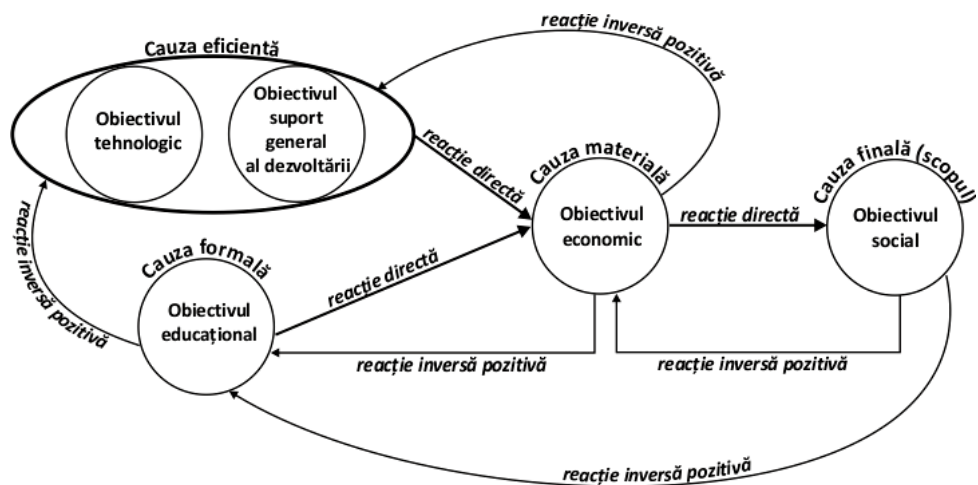 reacție inversă pozitivă
Cauza eficientă
Obiectivul
tehnologic
Obiectivul
suport
general
al dezvoltării
reacție directă
Cauza materială
Obiectivul
economic
reacție directă
Cauza finală (scopul)
Obiectivul
social
reacție inversă pozitivă
Cauza formală
Obiectivul
educațional
reacție directă
reacție inversă pozitivă
reacție inversă pozitivă
reacție inversă pozitivă